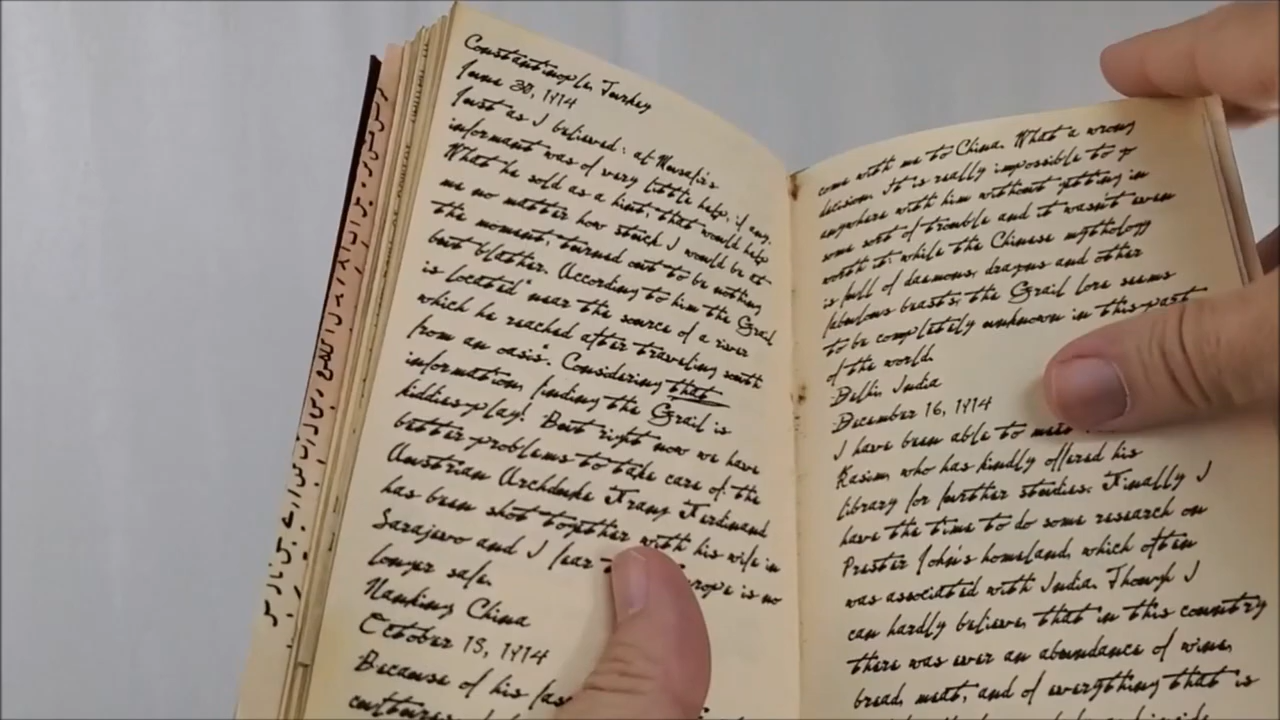 Constantinople, Turkey
June 30, 1914
Just as I believed: at Mousafir's
informant was of very little help, if any.
What he sold as a hint, that would help
me no matter how stuck I would be at
the moment, turned out to be nothing
but blather. According to him the Grail
is located "near the source of a river
which he reached after traveling south
from an oasis". Considering that
information, finding the Grail is
kiddies-play! But right now we have
better problems to take care of: the
Austrian Archduke Franz Ferdinand
has been shot together with his wife in
Sarajevo and I fear rope is no
longer safe.
Nanking China
October 13, 1914
Because of his
come with me to China. What a wrong
decision. It is really impossible to go
anywhere with him without getting in
some sort of trouble and it wasn't even
worth it: while the Chinese mythology
is full of daemons, dragons and other
fabulous beasts, the Grail lore seems
to be completely unknown in this part
of the world.
Delhi, India
December 16, 1914
I have been able to meet
Kasim, who has kindly offered his
library for further studies. Finally I
have the time to do some research on
Prester John's homeland, which often
was associated with India. Though I
can hardly believe, that in this country
there was ever an abundance of wine,
bread, meat, and of everything that is